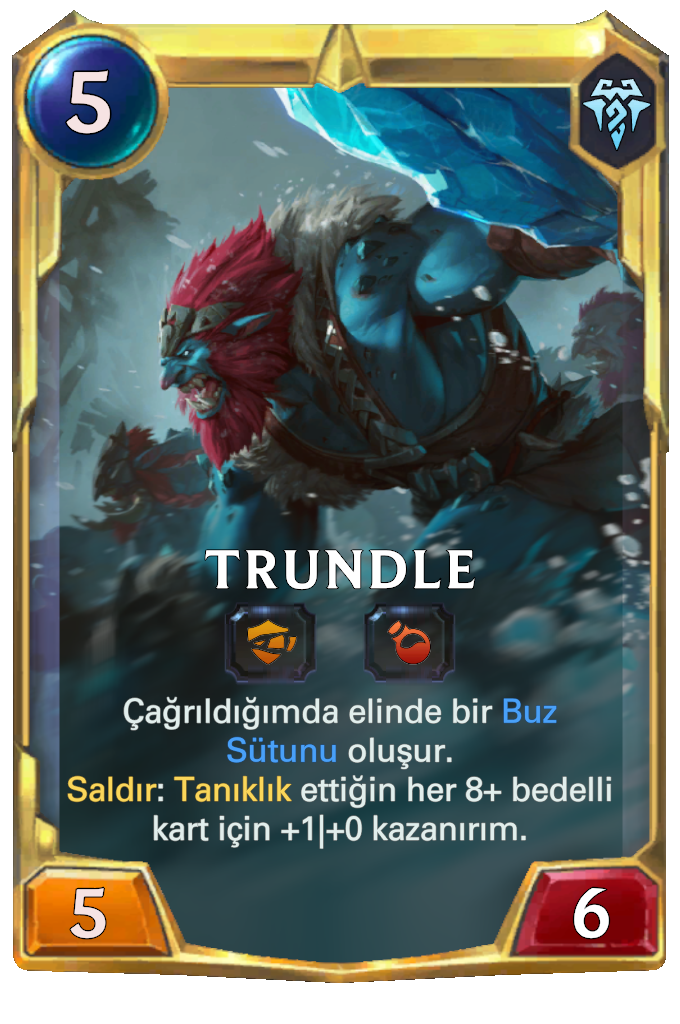 5
TRUNDLE
Çağrıldığımda elinde bir Buz
Sütunu oluşur.
Saldır: Tanıklık ettiğin her 8+ bedelli
kart için +1|+0 kazanırım.
5
6